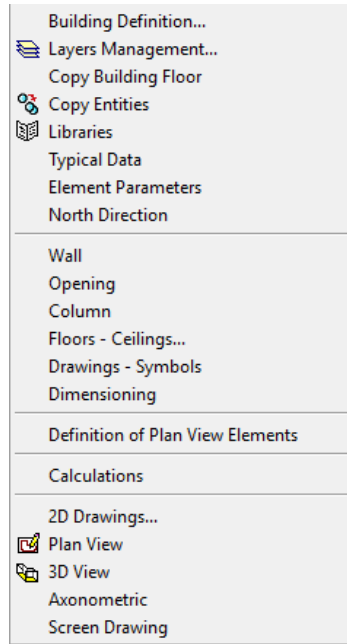 Building Definition...
Layers Management...
Copy Building Floor
Copy Entities
Libraries
Typical Data
Element Parameters
North Direction
Wall
Opening
Column
Floors - Ceilings...
Drawings - Symbols
Dimensioning
Definition of Plan View Elements
Calculations
2D Drawings...
Plan View
3D View
Axonometric
Screen Drawing